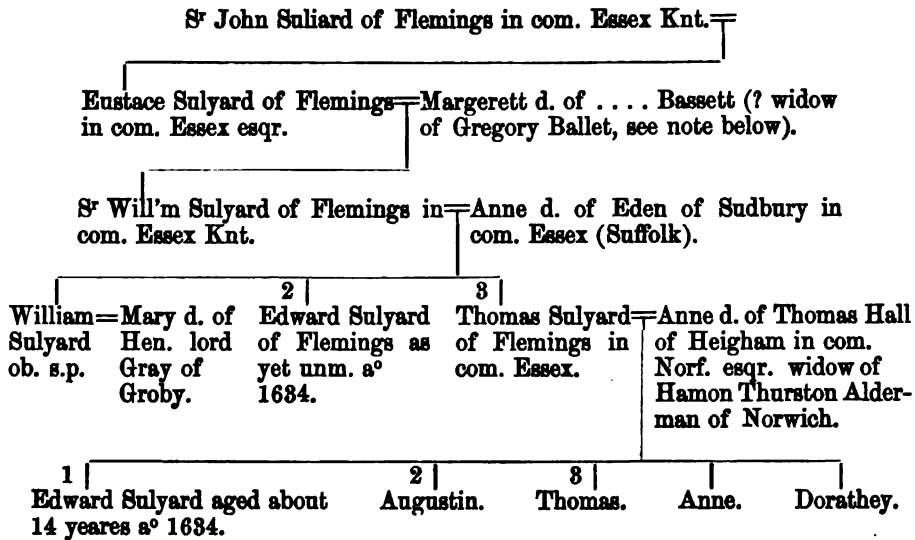 Sʳ John Suliard of Flemings in com. Essex Knt.=
Eustace Sulyard of Flemings=Margerett d. of . . . . Bassett (? widow
in com. Essex esqr. of Gregory Ballet, see note below).
Sʳ Will'm Sulyard of Flemings in=Anne d. of Eden of Sudbury in
com. Essex Knt. com. Essex (Suffolk).
2 3
William=Mary d. of Edward Sulyard Thomas Sulyard=Anne d. of Thomas Hall
Sulyard Hen. lord of Flemings as of Flemings in of Heigham in com.
ob. s.p. Gray of yet unm. aº com. Essex. Norf. esqr. widow of
Groby. 1634. Hamon Thurston Alder-
man of Norwich.
1 2 3
Edward Sulyard aged about Augustin. Thomas. Anne. Dorathey.
14 yeares aº 1634.